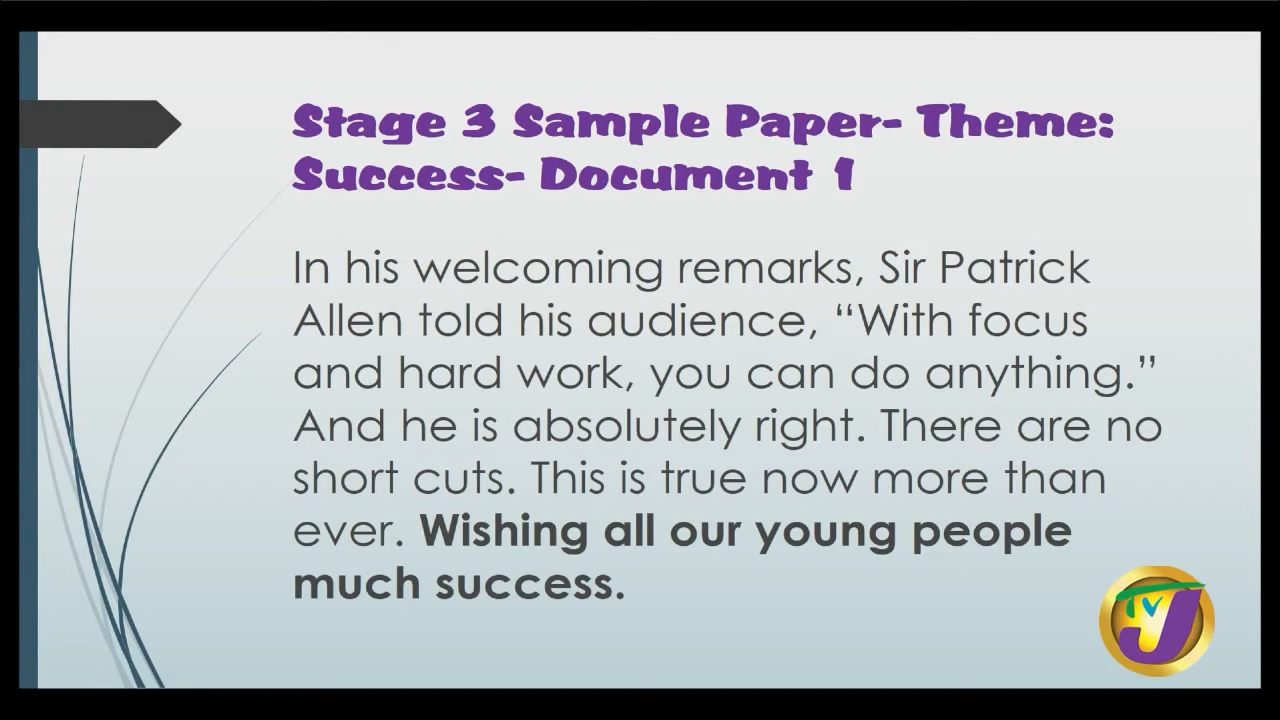 Stage 3 Sample Paper- Theme:
Success- Document 1
In his welcoming remarks, Sir Patrick
Allen told his audience, “With focus
and hard work, you can do anything.”
And he is absolutely right. There are no
short cuts. This is true now more than
ever. Wishing all our young people
much success.
TVJ